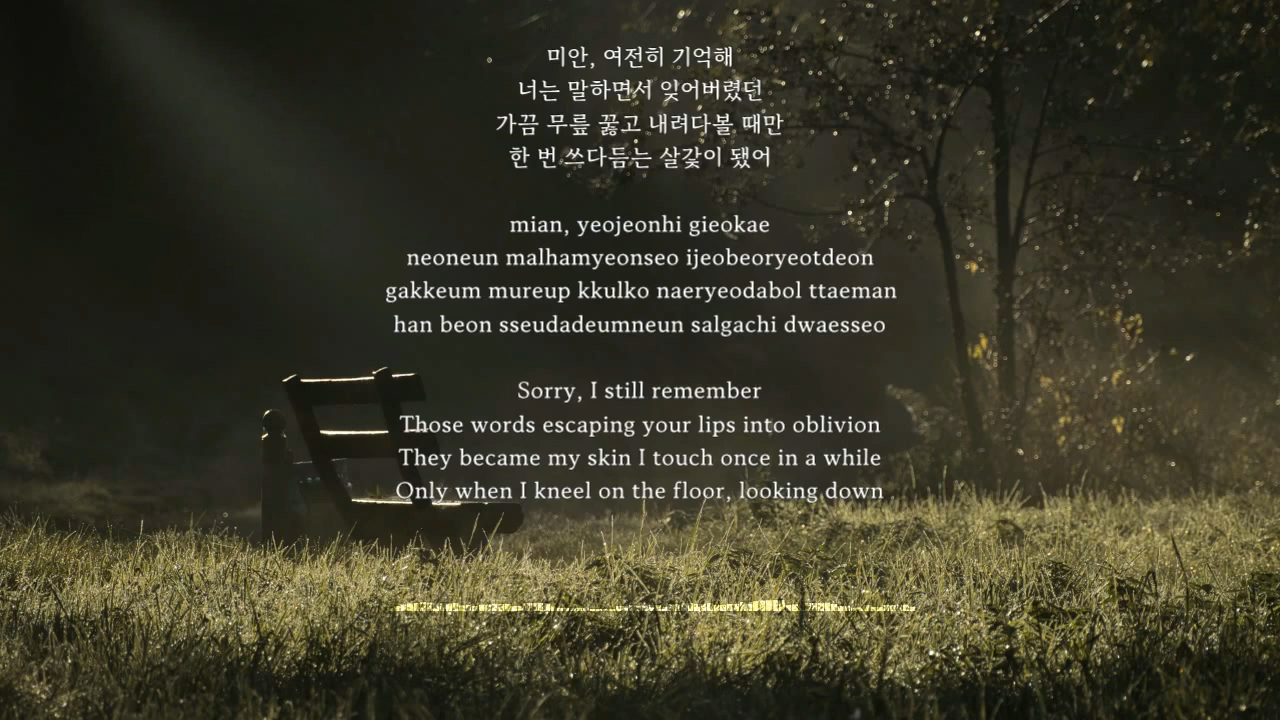 미안, 여전히 기억해
너는 말하면서 잊어버렸던
가끔 무릎 꿇고 내려다볼 때만
한 번 쓰다듬는 살갗이 됐어
mian, yeojeonhi gieokae
neoneun malhamyeonseo ijeobeoryeotdeon
gakkeum mureup kkulko naeryeodabol ttaeman
han beon sseudadeumneun salgachi dwaesseo
Sorry, I still remember
Those words escaping your lips into oblivion
They became my skin I touch once in a while
Only when I kneel on the floor, looking down